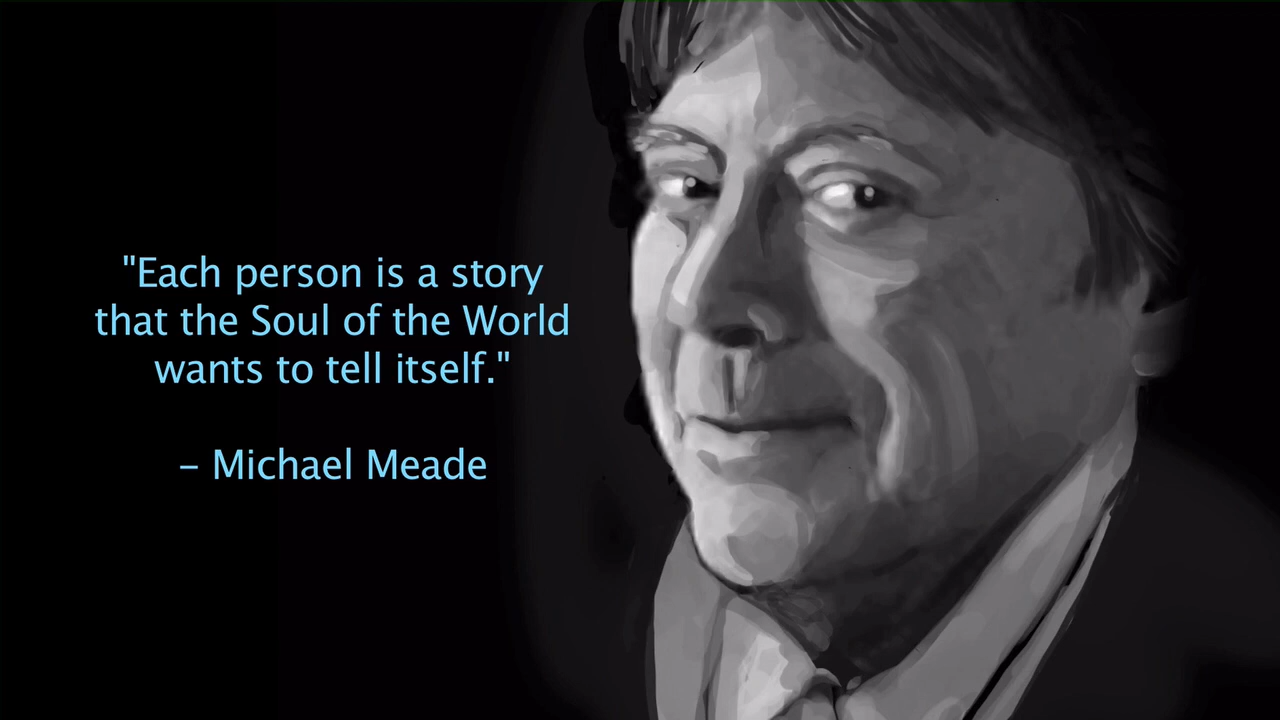 "Each person is a story
that the Soul of the World
wants to tell itself."
– Michael Meade